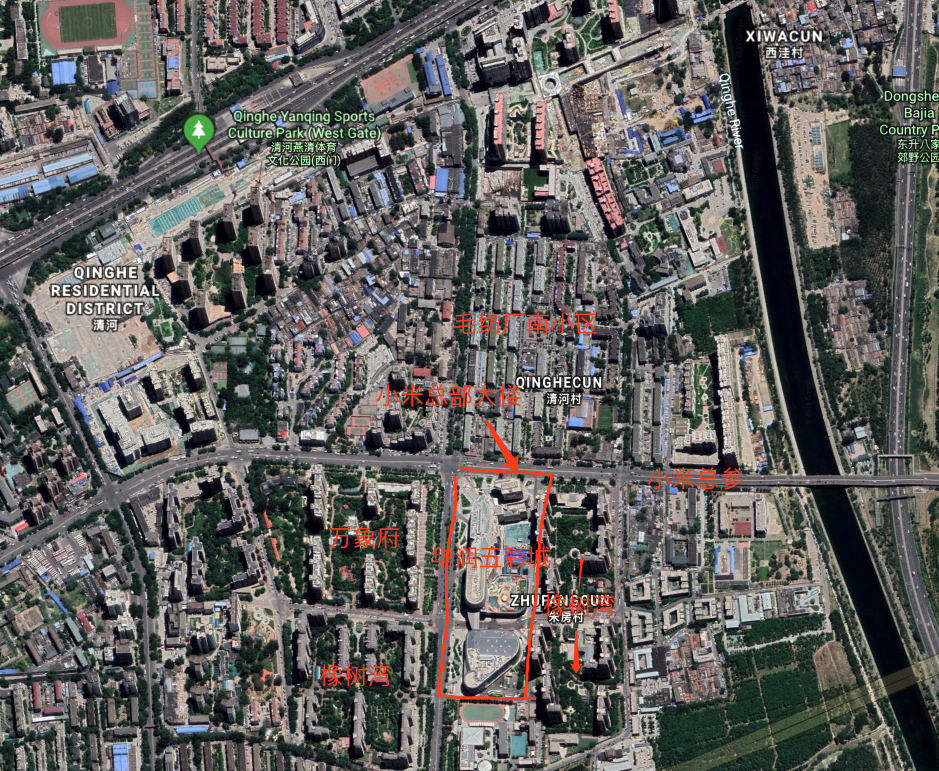 XIWACUN
西洼村
Qinghe River
Dongshe
Bajia
Country P
东升八家
郊野公园
Qinghe Yanqing Sports
Culture Park (West Gate)
清河燕清体育
文化公园(西门)
QINGHE
RESIDENTIAL
DISTRICT
清河
毛纺厂南小区
QINGHECUN
清河村
小米总部大楼
小米总参
万象府
华润五彩城
ZHUFANGCUN
朱房村
橡树湾
橡树湾